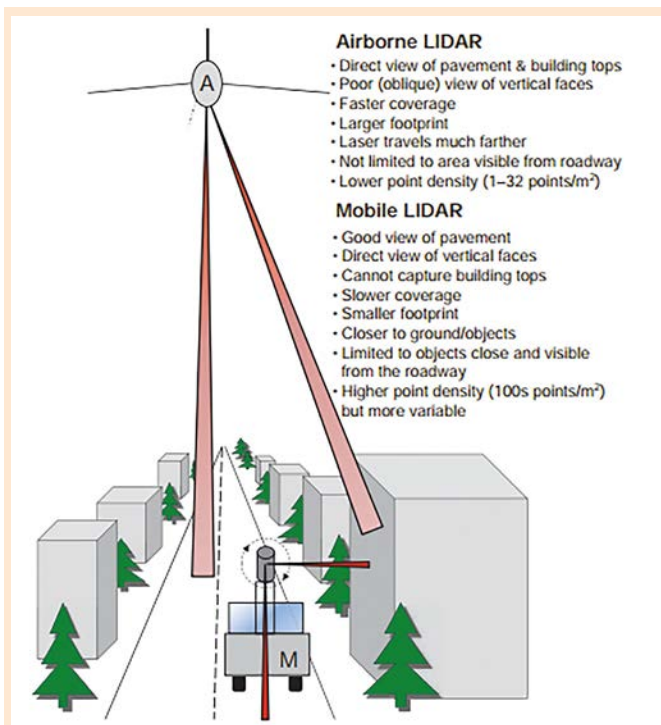 Airborne LIDAR
• Direct view of pavement & building tops
• Poor (oblique) view of vertical faces
• Faster coverage
• Larger footprint
• Laser travels much farther
• Not limited to area visible from roadway
• Lower point density (1–32 points/m²)
Mobile LIDAR
• Good view of pavement
• Direct view of vertical faces
• Cannot capture building tops
• Slower coverage
• Smaller footprint
• Closer to ground/objects
• Limited to objects close and visible
from the roadway
• Higher point density (100s points/m²)
but more variable
A
M